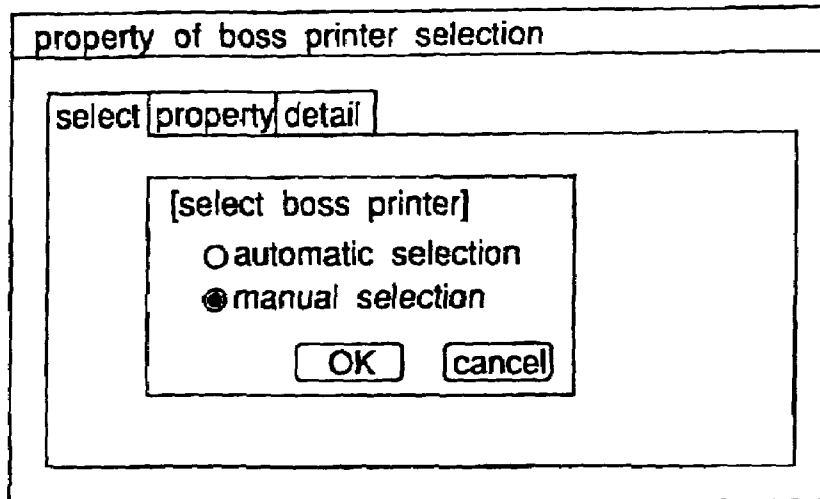 property of boss printer selection
select property detail
[select boss printer]
automatic selection
manual selection
OK cancel